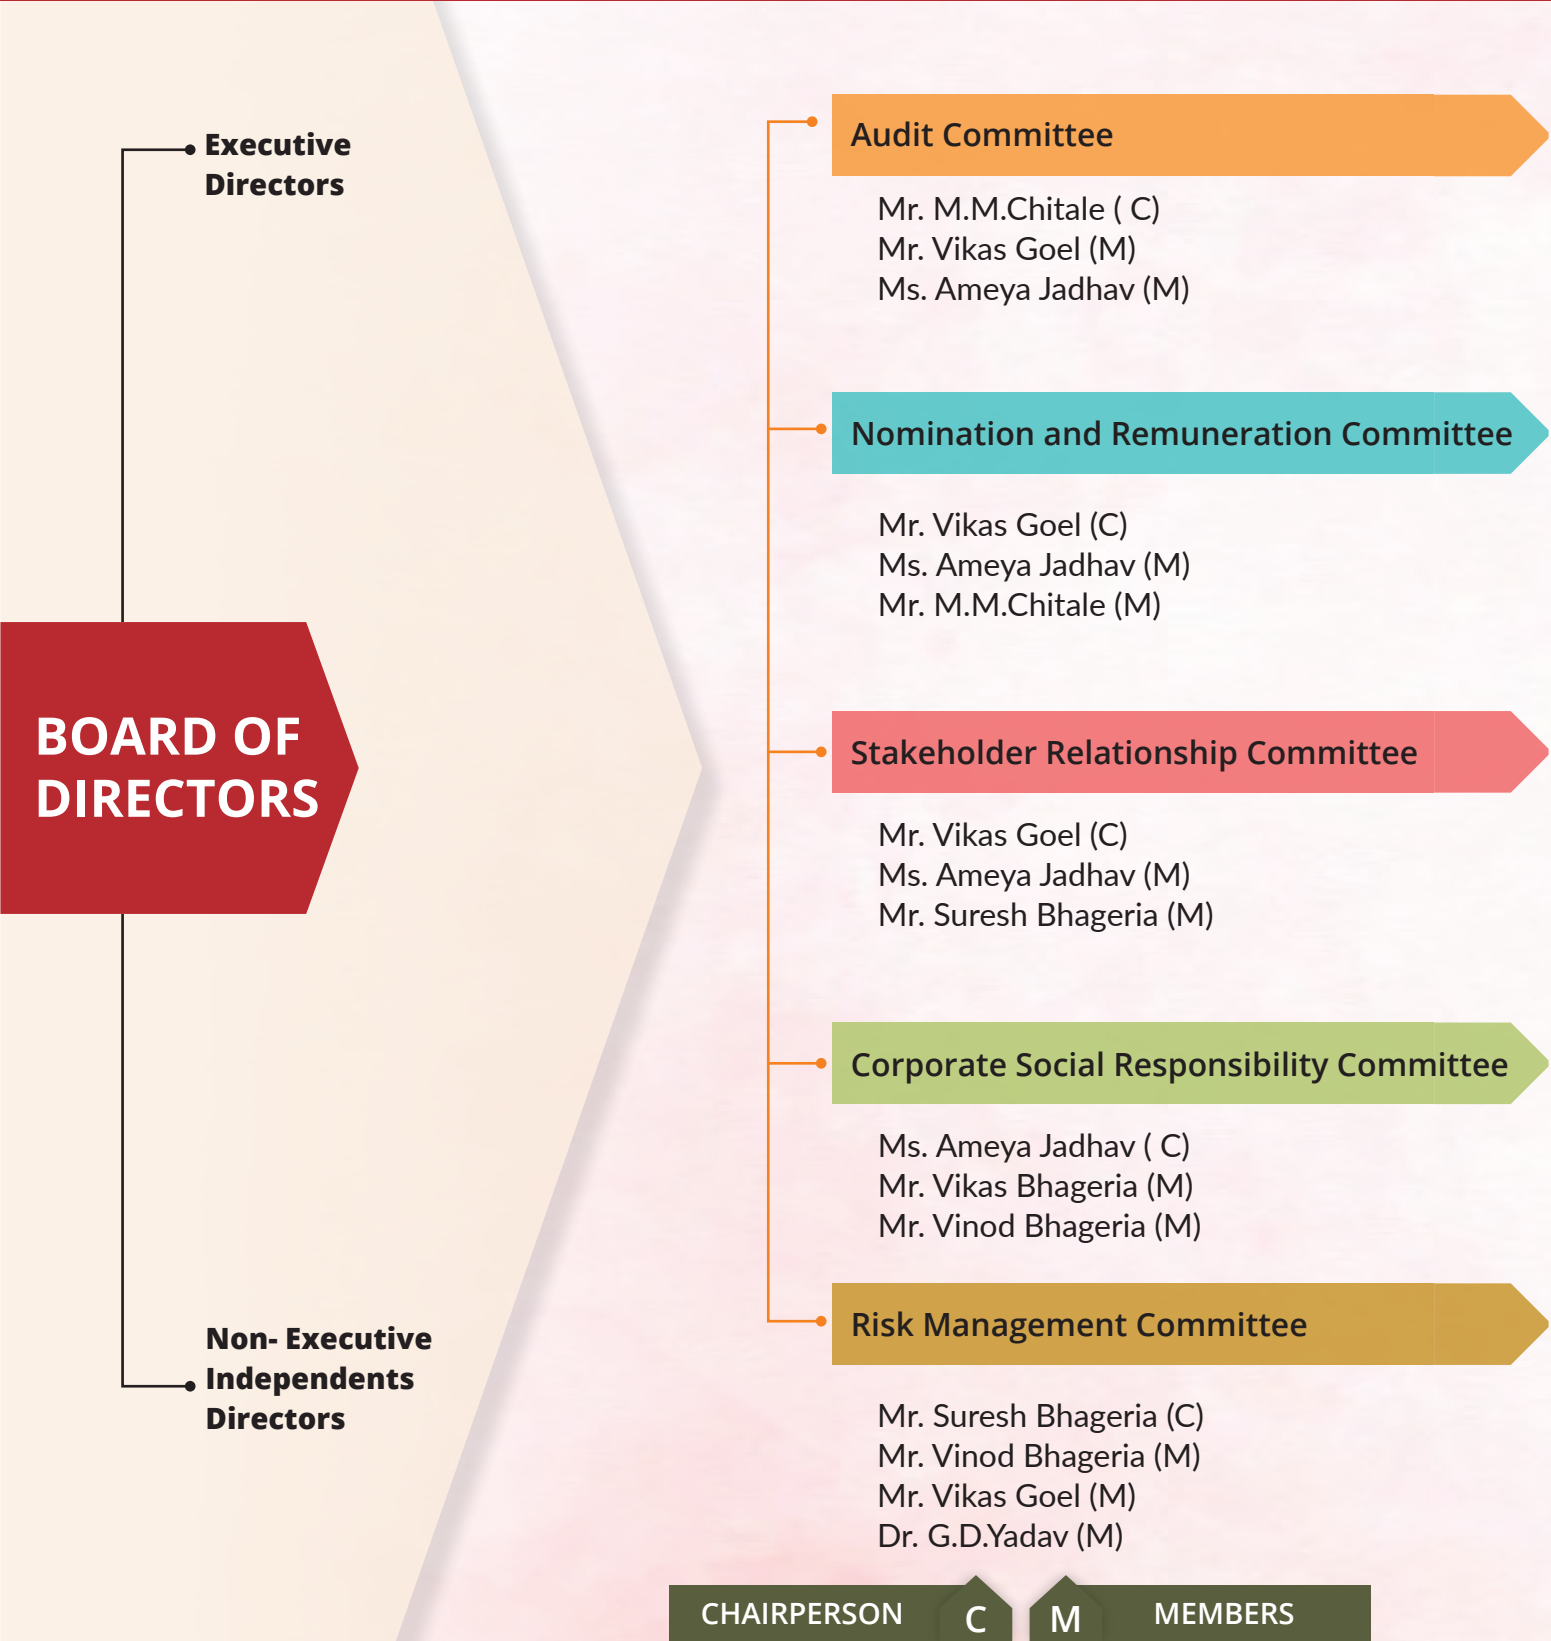 Executive
Directors
BOARD OF
DIRECTORS
Non- Executive
Independents
Directors
Audit Committee
Mr. M.M.Chitale ( C)
Mr. Vikas Goel (M)
Ms. Ameya Jadhav (M)
Nomination and Remuneration Committee
Mr. Vikas Goel (C)
Ms. Ameya Jadhav (M)
Mr. M.M.Chitale (M)
Stakeholder Relationship Committee
Mr. Vikas Goel (C)
Ms. Ameya Jadhav (M)
Mr. Suresh Bhageria (M)
Corporate Social Responsibility Committee
Ms. Ameya Jadhav ( C)
Mr. Vikas Bhageria (M)
Mr. Vinod Bhageria (M)
Risk Management Committee
Mr. Suresh Bhageria (C)
Mr. Vinod Bhageria (M)
Mr. Vikas Goel (M)
Dr. G.D.Yadav (M)
CHAIRPERSON C M MEMBERS